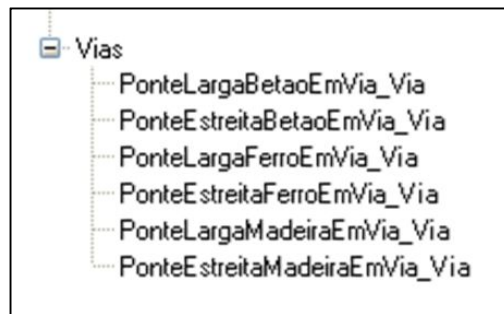 Vias
PonteLargaBetaoEmVia_Via
PonteEstreitaBetaoEmVia_Via
PonteLargaFerroEmVia_Via
PonteEstreitaFerroEmVia_Via
PonteLargaMadeiraEmVia_Via
PonteEstreitaMadeiraEmVia_Via